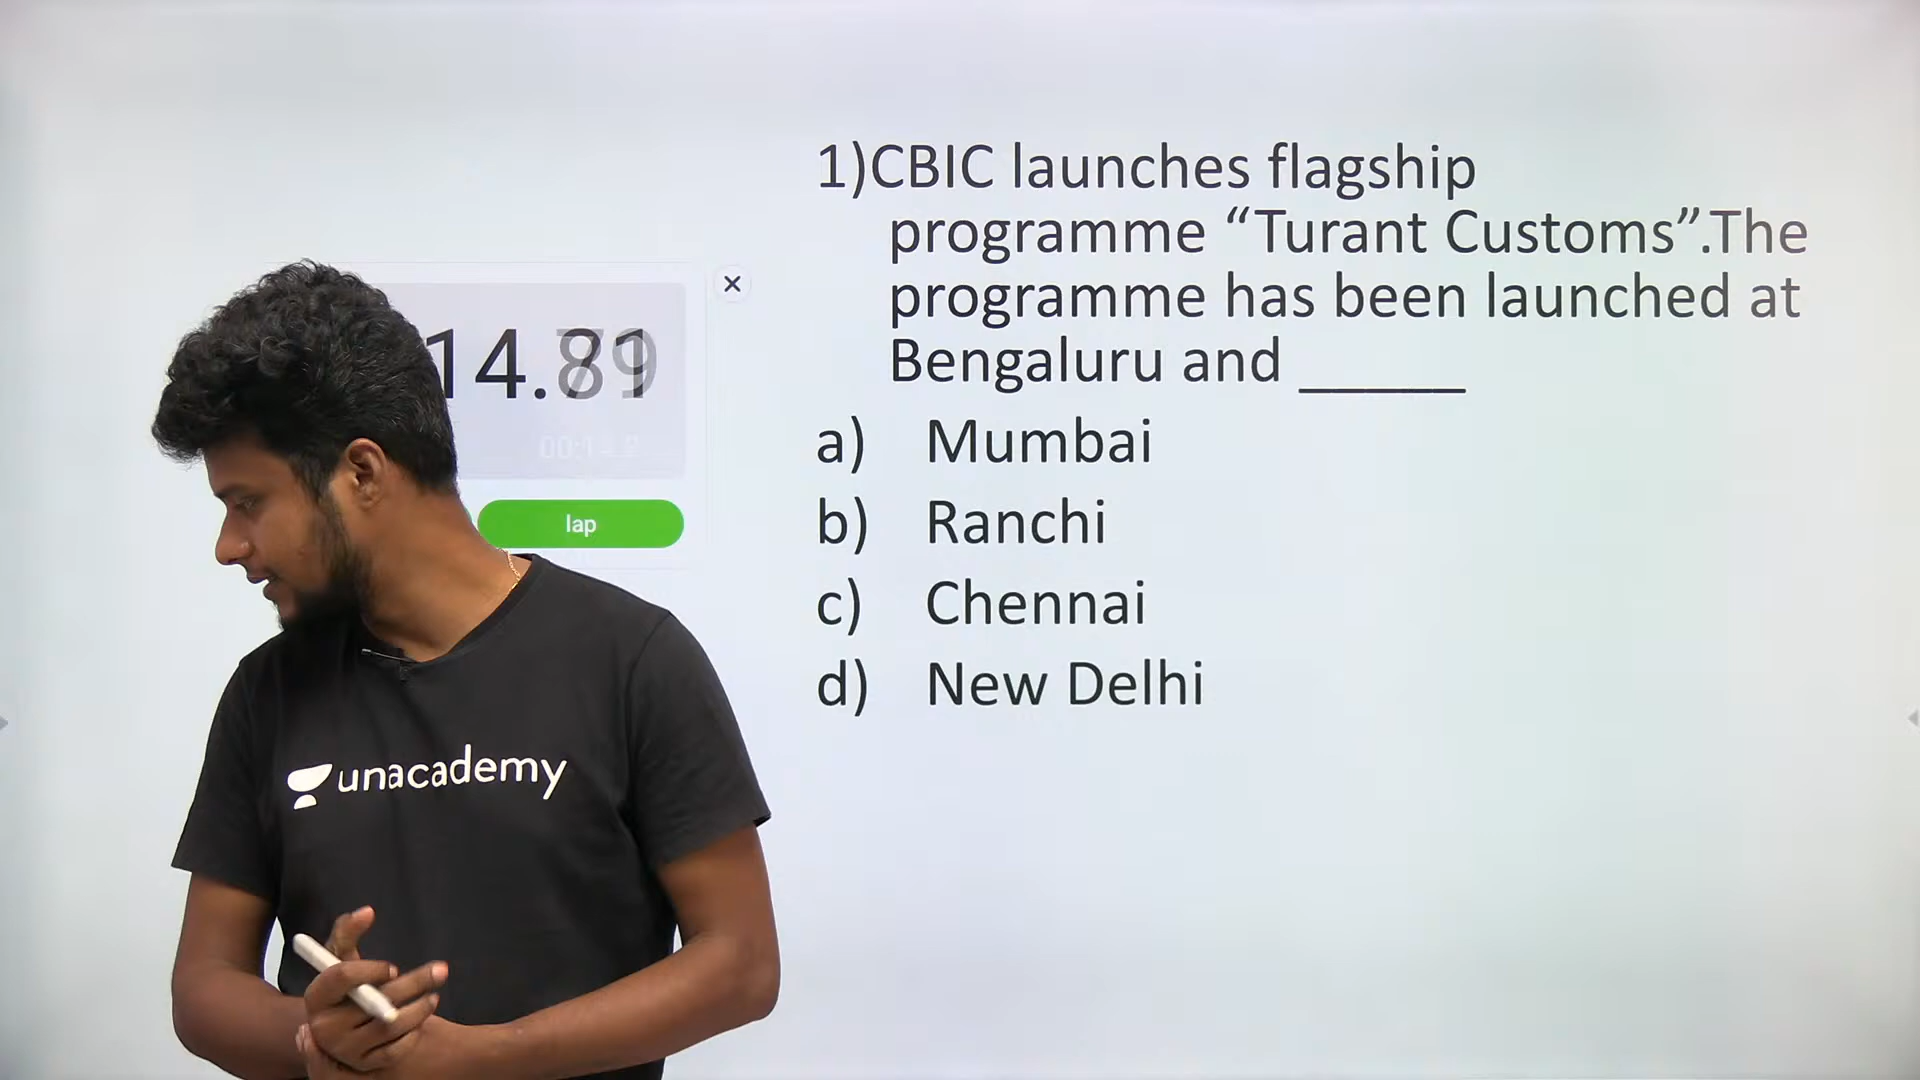 1)CBIC launches flagship
programme “Turant Customs”.The
programme has been launched at
Bengaluru and _____
a) Mumbai
b) Ranchi
c) Chennai
d) New Delhi
lap
unacademy